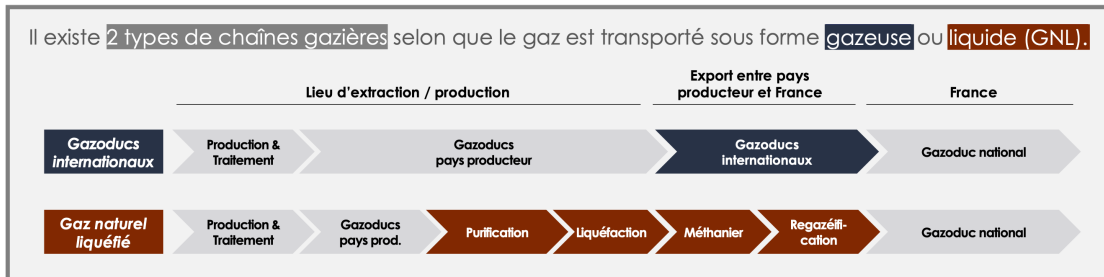 Il existe 2 types de chaînes gazières selon que le gaz est transporté sous forme gazeuse ou liquide (GNL).
Lieu d'extraction / production
Export entre pays
producteur et France
France
Gazoducs
internationaux
Production &
Traitement
Gazoducs
pays producteur
Gazoducs
internationaux
Gazoduc national
Gaz naturel
liquéfié
Production &
Traitement
Gazoducs
pays prod.
Purification
Liquéfaction
Méthanier
Regazéifi-
cation
Gazoduc national